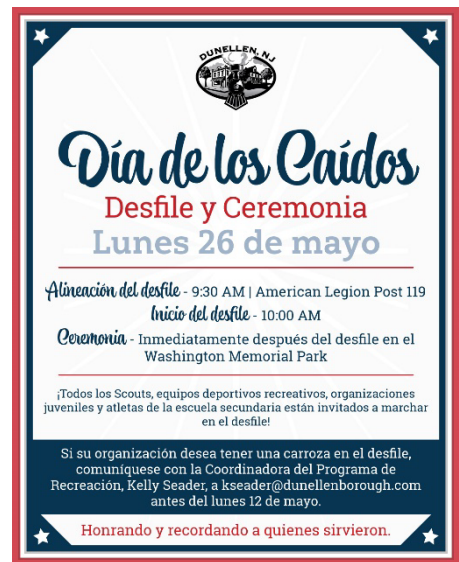 DUNELLEN, NJ
Día de los Caídos
Desfile y Ceremonia
Lunes 26 de mayo
Alineación del desfile - 9:30 AM | American Legion Post 119
Inicio del desfile - 10:00 AM
Ceremonia - Inmediatamente después del desfile en el
Washington Memorial Park
¡Todos los Scouts, equipos deportivos recreativos, organizaciones
juveniles y atletas de la escuela secundaria están invitados a marchar
en el desfile!
Si su organización desea tener una carroza en el desfile,
comuníquese con la Coordinadora del Programa de
Recreación, Kelly Seader, a kseader@dunellenborough.com
antes del lunes 12 de mayo.
Honrando y recordando a quienes sirvieron.